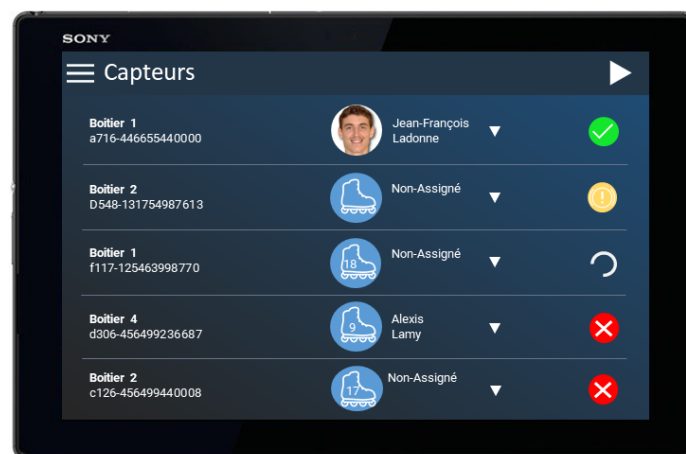 SONY
Capteurs
Boitier 1
a716-446655440000
Jean-François
Ladonne
Boitier 2
D548-131754987613
Non-Assigné
Boitier 1
f117-125463998770
18
Non-Assigné
Boitier 4
d306-456499236687
9
Alexis
Lamy
Boitier 2
c126-456499440008
17
Non-Assigné